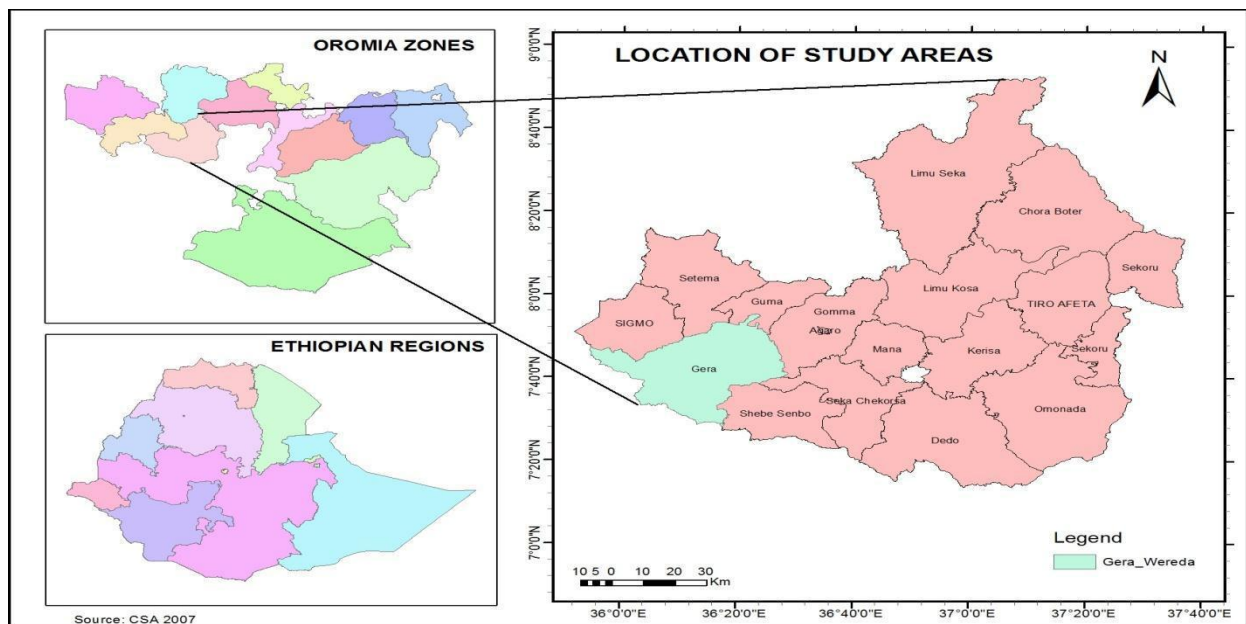 OROMIA ZONES
ETHIOPIAN REGIONS
Source: CSA 2007
LOCATION OF STUDY AREAS
N
9°0'0"N
8°40'0"N
8°20'0"N
8°0'0"N
7°40'0"N
7°20'0"N
7°0'0"N
Limu Seka
Chora Boter
Sekoru
Setema
Guma
Limu Kosa
TIRO AFETA
SIGMO
Gomma
Agaro
Mana
Kerisa
Sekoru
Gera
Seka Chekorsa
Shebe Senbo
Omonada
Dedo
Legend
Gera_Wereda
10 5 0 10 20 30
Km
36°0'0"E 36°20'0"E 36°40'0"E 37°0'0"E 37°20'0"E 37°40'0"E